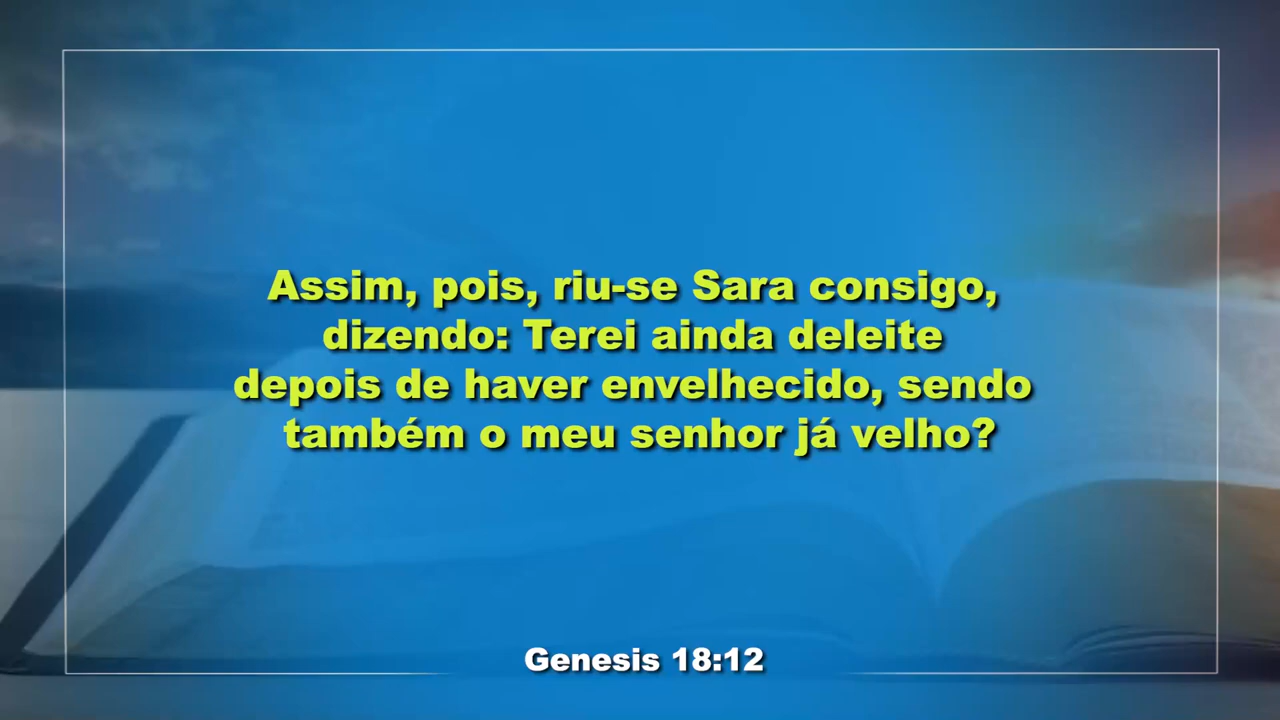 Assim, pois, riu-se Sara consigo,
dizendo: Terei ainda deleite
depois de haver envelhecido, sendo
também o meu senhor já velho?
Genesis 18:12